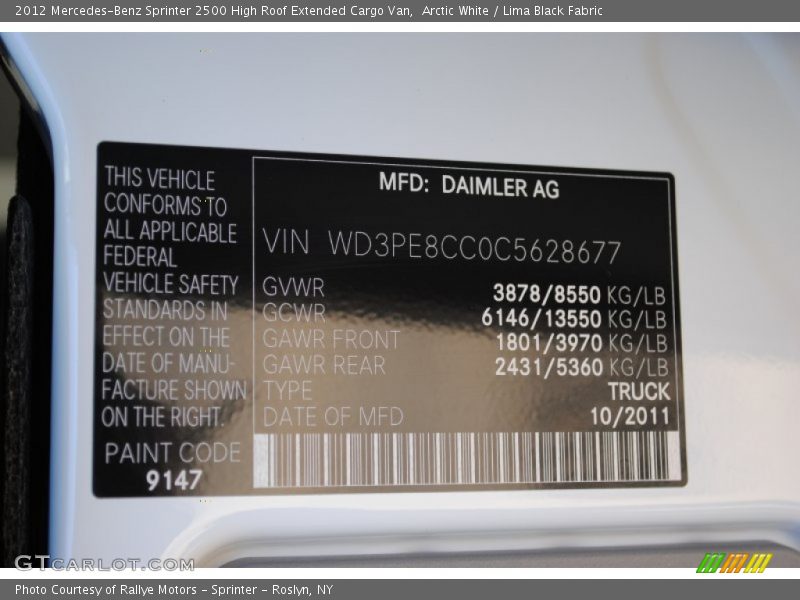 2012 Mercedes-Benz Sprinter 2500 High Roof Extended Cargo Van,  Arctic White / Lima Black Fabric
THIS VEHICLE
CONFORMS TO
ALL APPLICABLE
FEDERAL
VEHICLE SAFETY
STANDARDS IN
EFFECT ON THE
DATE OF MANU-
FACTURE SHOWN
ON THE RIGHT
PAINT CODE
9147
MFD: DAIMLER AG
VIN WD3PE8CC0C5628677
GVWR 3878/8550 KG/LB
GCWR 6146/13550 KG/LB
GAWR FRONT 1801/3970 KG/LB
GAWR REAR 2431/5360 KG/LB
TYPE TRUCK
DATE OF MFD 10/2011
GTCARLOT.COM
Photo Courtesy of Rallye Motors - Sprinter - Roslyn, NY